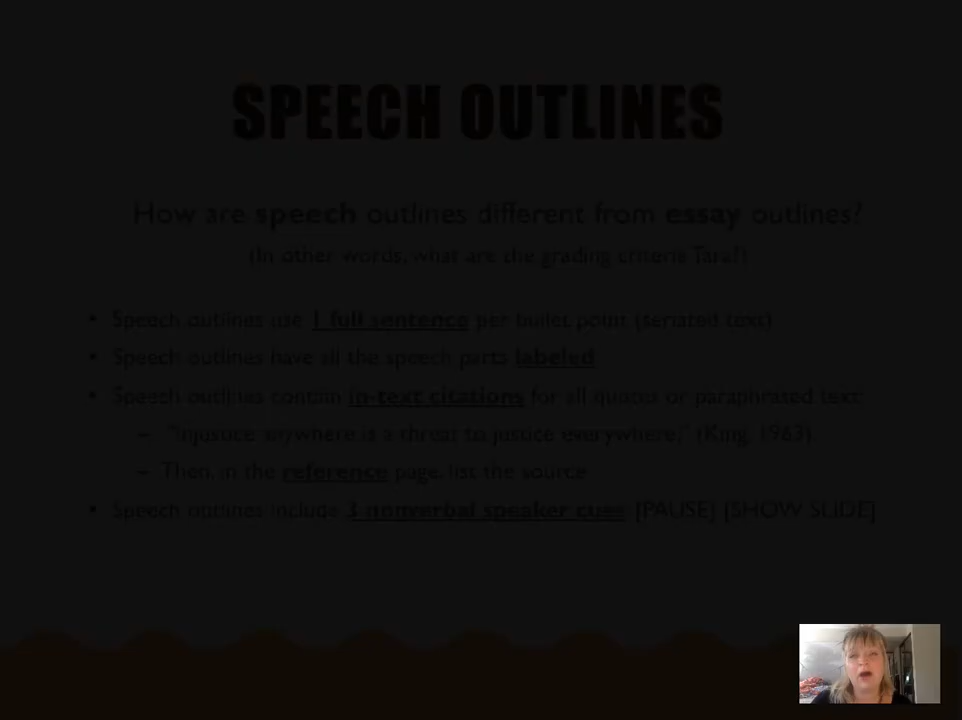 SPEECH OUTLINES
How are speech outlines different from essay outlines?
(In other words, what are the grading criteria Tara?)
• Speech outlines use 1 full sentence per bullet point (seriated text)
• Speech outlines have all the speech parts labeled
• Speech outlines contain in-text citations for all quotes or paraphrased text:
– "Injustice anywhere is a threat to justice everywhere," (King, 1963)
– Then, in the reference page, list the source
• Speech outlines include 3 nonverbal speaker cues [PAUSE] [SHOW SLIDE]